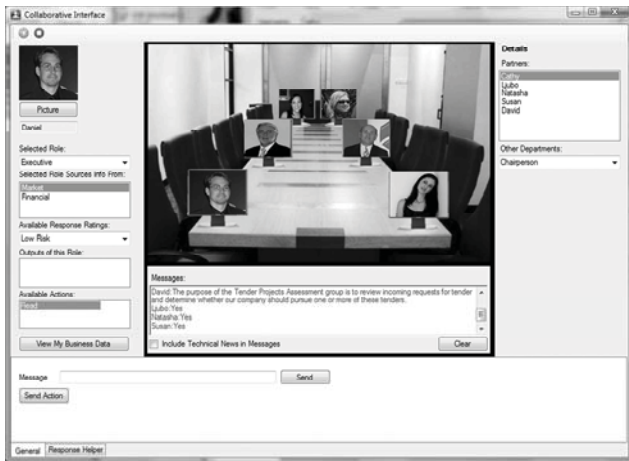 Collaborative Interface
Picture
Daniel
Selected Role:
Executive
Selected Role Sources Info From:
Market
Financial
Available Response Ratings:
Low Risk
Outputs of this Role:
Available Actions:
Read
View My Business Data
Messages:
David:The purpose of the Tender Projects Assessment group is to review incoming requests for tender
and determine whether our company should pursue one or more of these tenders.
Ljubo:Yes
Natasha:Yes
Susan:Yes
Include Technical News in Messages
Clear
Details
Partners:
Cathy
Ljubo
Natasha
Susan
David
Other Departments:
Chairperson
Message
Send
Send Action
General
Response Helper